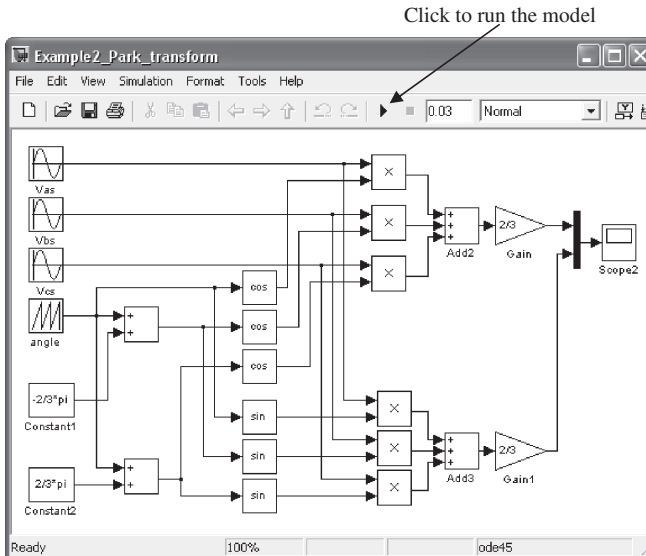 Click to run the model
Example2_Park_transform
File Edit View Simulation Format Tools Help
0.03 Normal
Vas
×
Vbs
×
+
+
+
Add2
2/3
Gain
Scope2
Vcs
×
cos
angle
+
+
cos
cos
-2/3*pi
Constant1
sin
×
sin
×
+
+
+
Add3
2/3
Gain1
2/3*pi
Constant2
+
+
sin
×
Ready 100% ode45